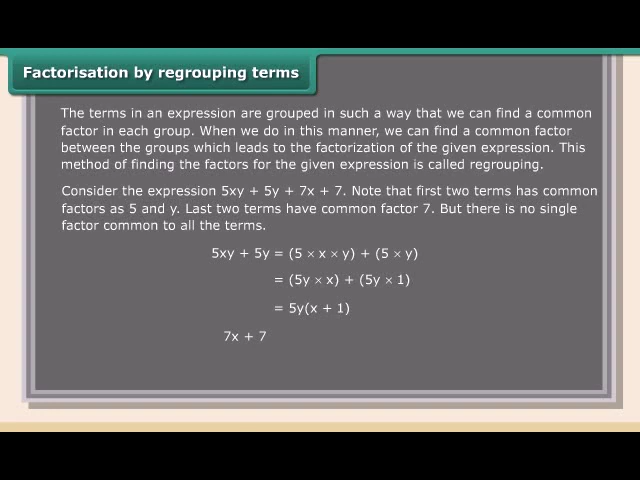 Factorisation by regrouping terms
The terms in an expression are grouped in such a way that we can find a common
factor in each group. When we do in this manner, we can find a common factor
between the groups which leads to the factorization of the given expression. This
method of finding the factors for the given expression is called regrouping.
Consider the expression 5xy + 5y + 7x + 7. Note that first two terms has common
factors as 5 and y. Last two terms have common factor 7. But there is no single
factor common to all the terms.
5xy + 5y = (5 × x × y) + (5 × y)
= (5y × x) + (5y × 1)
= 5y(x + 1)
7x + 7